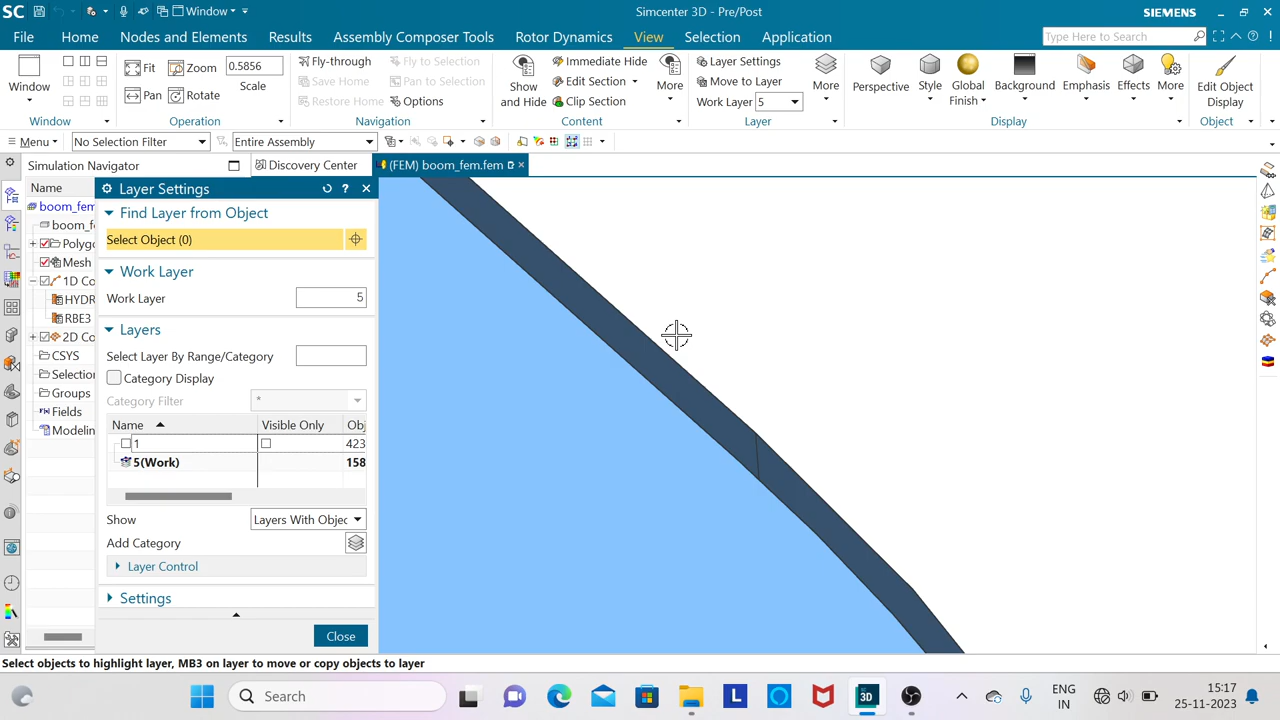 SC Window Simcenter 3D - Pre/Post SIEMENS
File Home Nodes and Elements Results Assembly Composer Tools Rotor Dynamics View Selection Application Type Here to Search
Fly-through Fly to Selection Immediate Hide Layer Settings
Fit Zoom 0.5856
Save Home Pan to Selection Edit Section Move to Layer
Window Pan Rotate Scale Show and Hide More More Perspective Style Global Finish Background Emphasis Effects More Edit Object Display
Restore Home Options Clip Section Work Layer 5
Window Operation Navigation Content Layer Display Object
Menu No Selection Filter Entire Assembly
Simulation Navigator Discovery Center (FEM) boom_fem.fem
Name Layer Settings
boom_fem Find Layer from Object
boom_fe
Polygo Select Object (0)
Mesh Work Layer
1D Co
HYDR Work Layer 5
RBE3 Layers
2D Co
CSYS Select Layer By Range/Category
Selection Category Display
Groups Category Filter *
Fields Name Visible Only Obj
Modelin 1 423
5(Work) 158
Show Layers With Objec
Add Category
Layer Control
Settings
Close
Select objects to highlight layer, MB3 on layer to move or copy objects to layer
Search L 3D ENG IN 15:17 25-11-2023